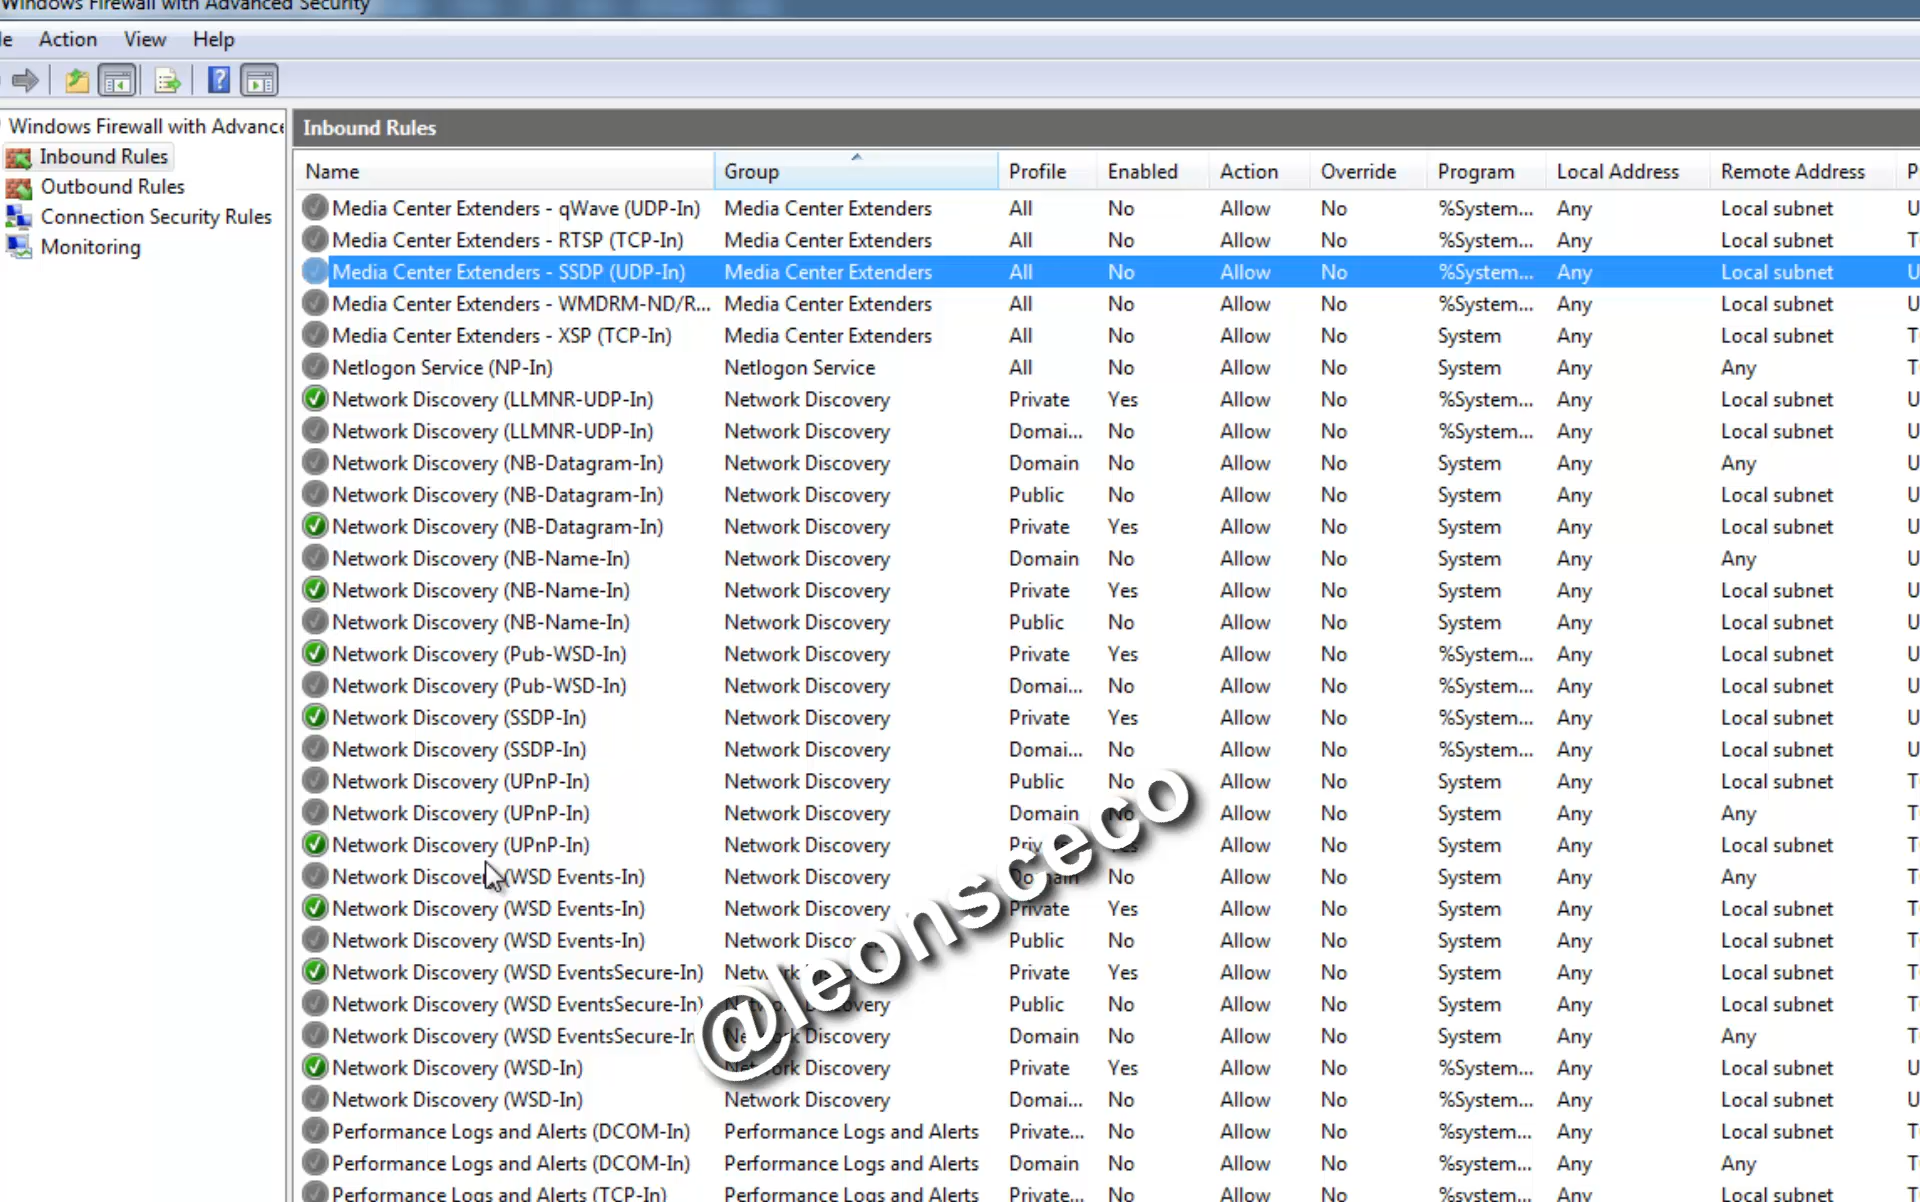 Windows Firewall with Advanced Security
Action View Help
Windows Firewall with Advance
Inbound Rules
Outbound Rules
Connection Security Rules
Monitoring
Inbound Rules
Name Group Profile Enabled Action Override Program Local Address Remote Address P
Media Center Extenders - qWave (UDP-In) Media Center Extenders All No Allow No %System... Any Local subnet U
Media Center Extenders - RTSP (TCP-In) Media Center Extenders All No Allow No %System... Any Local subnet T
Media Center Extenders - SSDP (UDP-In) Media Center Extenders All No Allow No %System... Any Local subnet U
Media Center Extenders - WMDRM-ND/R... Media Center Extenders All No Allow No %System... Any Local subnet U
Media Center Extenders - XSP (TCP-In) Media Center Extenders All No Allow No System Any Local subnet T
Netlogon Service (NP-In) Netlogon Service All No Allow No System Any Any T
Network Discovery (LLMNR-UDP-In) Network Discovery Private Yes Allow No %System... Any Local subnet U
Network Discovery (LLMNR-UDP-In) Network Discovery Domai... No Allow No %System... Any Local subnet U
Network Discovery (NB-Datagram-In) Network Discovery Domain No Allow No System Any Any U
Network Discovery (NB-Datagram-In) Network Discovery Public No Allow No System Any Local subnet U
Network Discovery (NB-Datagram-In) Network Discovery Private Yes Allow No System Any Local subnet U
Network Discovery (NB-Name-In) Network Discovery Domain No Allow No System Any Any U
Network Discovery (NB-Name-In) Network Discovery Private Yes Allow No System Any Local subnet U
Network Discovery (NB-Name-In) Network Discovery Public No Allow No System Any Local subnet U
Network Discovery (Pub-WSD-In) Network Discovery Private Yes Allow No %System... Any Local subnet U
Network Discovery (Pub-WSD-In) Network Discovery Domai... No Allow No %System... Any Local subnet U
Network Discovery (SSDP-In) Network Discovery Private Yes Allow No %System... Any Local subnet U
Network Discovery (SSDP-In) Network Discovery Domai... No Allow No %System... Any Local subnet U
Network Discovery (UPnP-In) Network Discovery Public No Allow No System Any Local subnet T
Network Discovery (UPnP-In) Network Discovery Domain No Allow No System Any Any T
Network Discovery (UPnP-In) Network Discovery Private Yes Allow No System Any Local subnet T
Network Discovery (WSD Events-In) Network Discovery Domain No Allow No System Any Any T
Network Discovery (WSD Events-In) Network Discovery Private Yes Allow No System Any Local subnet T
Network Discovery (WSD Events-In) Network Discovery Public No Allow No System Any Local subnet T
Network Discovery (WSD EventsSecure-In) Network Discovery Private Yes Allow No System Any Local subnet T
Network Discovery (WSD EventsSecure-In) Network Discovery Public No Allow No System Any Local subnet T
Network Discovery (WSD EventsSecure-In Network Discovery Domain No Allow No System Any Any T
Network Discovery (WSD-In) Network Discovery Private Yes Allow No %System... Any Local subnet U
Network Discovery (WSD-In) Network Discovery Domai... No Allow No %System... Any Local subnet U
Performance Logs and Alerts (DCOM-In) Performance Logs and Alerts Private... No Allow No %system... Any Local subnet T
Performance Logs and Alerts (DCOM-In) Performance Logs and Alerts Domain No Allow No %system... Any Any T
Performance Logs and Alerts (TCP-In) Performance Logs and Alerts Private... No Allow No %system... Any Local subnet T
@leonsceco